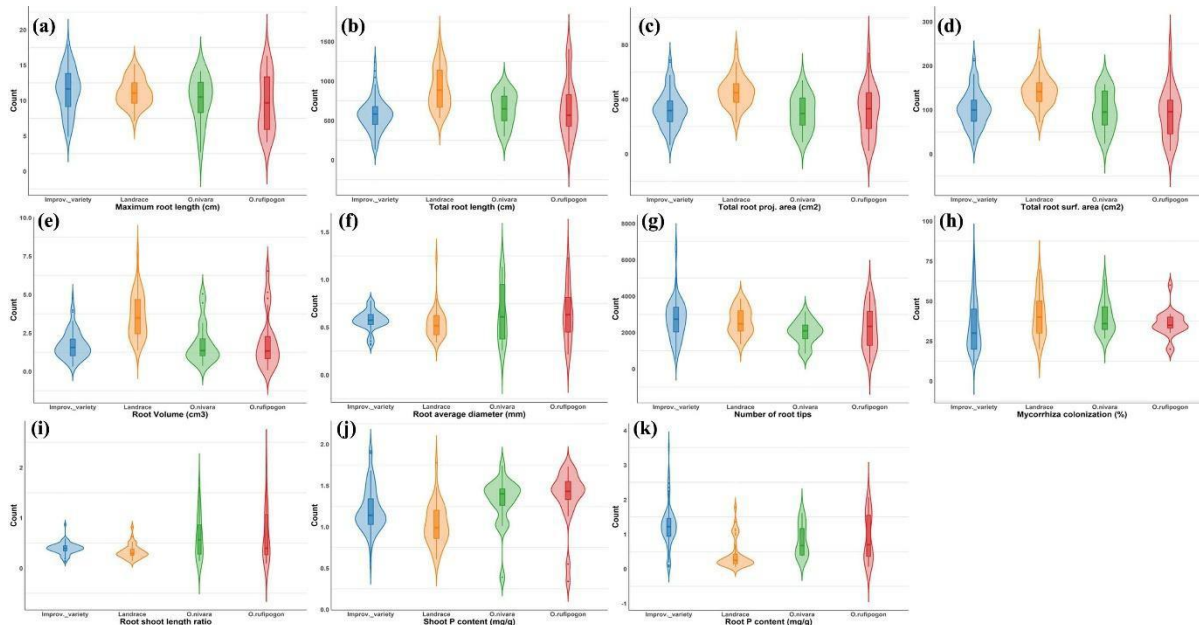 (a)
20
15
10
5
0
Count
Improv._variety Landrace O.nivara O.rufipogon
Maximum root length (cm)
(b)
1500
1000
500
0
Count
Improv._variety Landrace O.nivara O.rufipogon
Total root length (cm)
(c)
80
40
0
Count
Improv._variety Landrace O.nivara O.rufipogon
Total root proj. area (cm2)
(d)
300
200
100
0
Count
Improv._variety Landrace O.nivara O.rufipogon
Total root surf. area (cm2)
(e)
10.0
7.5
5.0
2.5
0.0
Count
Improv._variety Landrace O.nivara O.rufipogon
Root Volume (cm3)
(f)
1.5
1.0
0.5
0.0
Count
Improv._variety Landrace O.nivara O.rufipogon
Root average diameter (mm)
(g)
8000
6000
4000
2000
0
Count
Improv._variety Landrace O.nivara O.rufipogon
Number of root tips
(h)
100
75
50
25
0
Count
Improv._variety Landrace O.nivara O.rufipogon
Mycorrhiza colonization (%)
(i)
2
1
0
Count
Improv._variety Landrace O.nivara O.rufipogon
Root shoot length ratio
(j)
2.0
1.5
1.0
0.5
0.0
Count
Improv._variety Landrace O.nivara O.rufipogon
Shoot P content (mg/g)
(k)
4
3
2
1
0
-1
Count
Improv._variety Landrace O.nivara O.rufipogon
Root P content (mg/g)